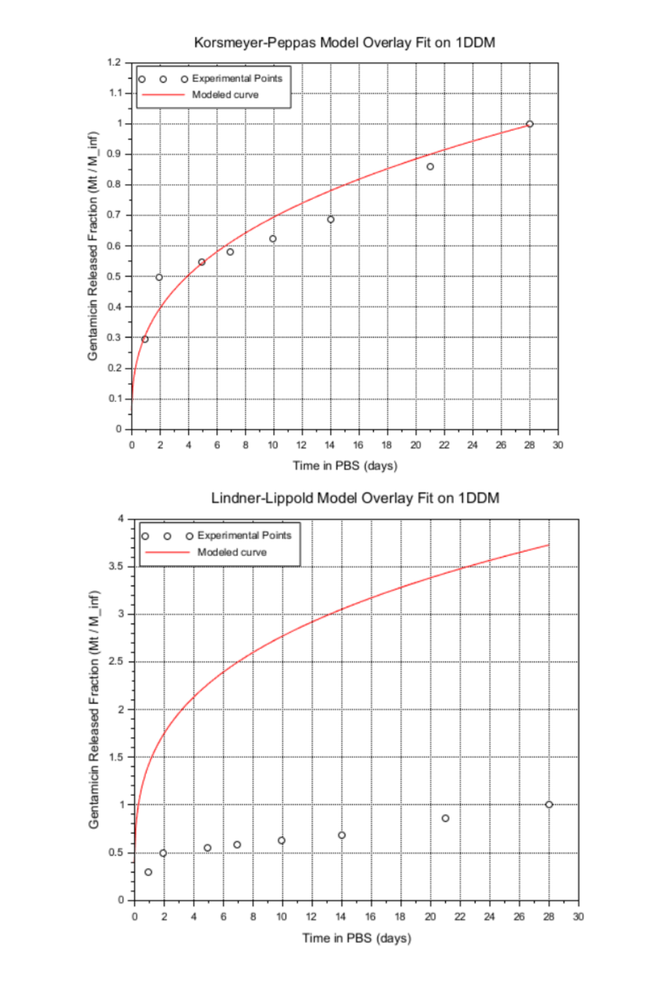 Korsmeyer-Peppas Model Overlay Fit on 1DDM
1.2
1.1
1
0.9
0.8
0.7
0.6
0.5
0.4
0.3
0.2
0.1
0
Gentamicin Released Fraction (Mt / M_inf)
Experimental Points
Modeled curve
0 2 4 6 8 10 12 14 16 18 20 22 24 26 28 30
Time in PBS (days)
Lindner-Lippold Model Overlay Fit on 1DDM
4
3.5
3
2.5
2
1.5
1
0.5
0
Gentamicin Released Fraction (Mt / M_inf)
Experimental Points
Modeled curve
0 2 4 6 8 10 12 14 16 18 20 22 24 26 28 30
Time in PBS (days)